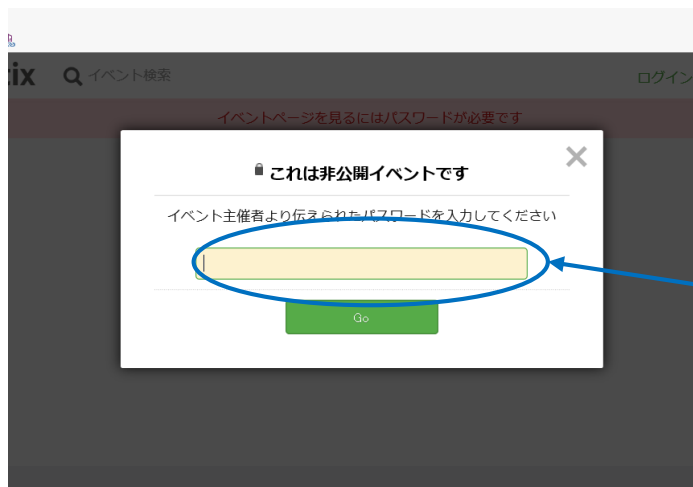 tix イベント検索 ログイン
イベントページを見るにはパスワードが必要です
これは非公開イベントです
イベント主催者より伝えられたパスワードを入力してください
Go